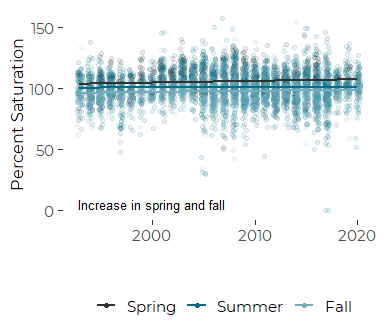 Percent Saturation
150
100
50
0
Increase in spring and fall
2000 2010 2020
Spring Summer Fall